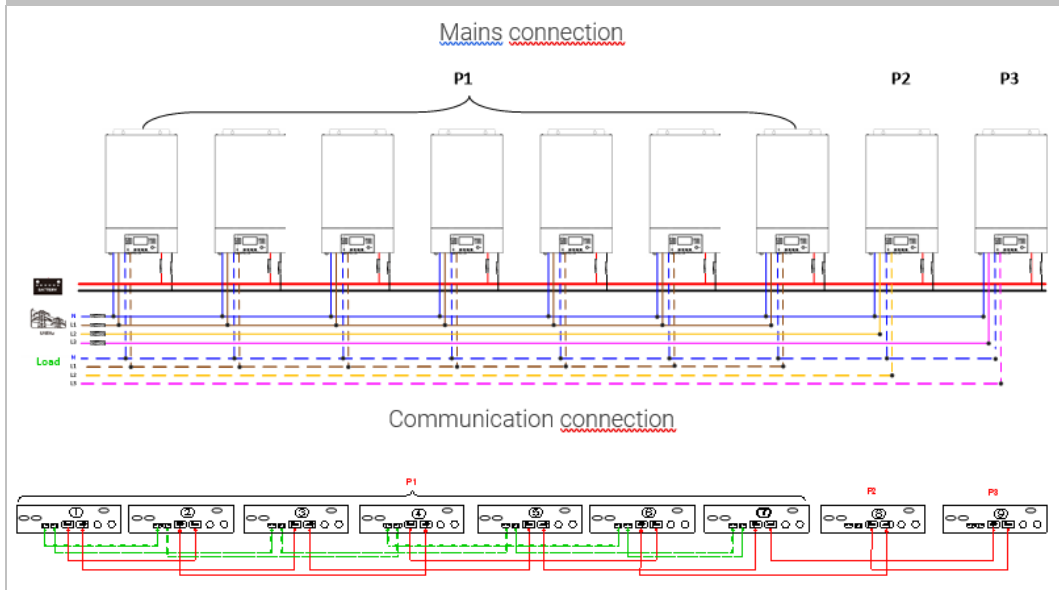 Mains connection
P1
P2
P3
BATTERY
N
L1
L2
L3
Load
N
L1
L2
L3
Communication connection
P1
P2
P3
① ② ③ ④ ⑤ ⑥ ⑦ ⑧ ⑨